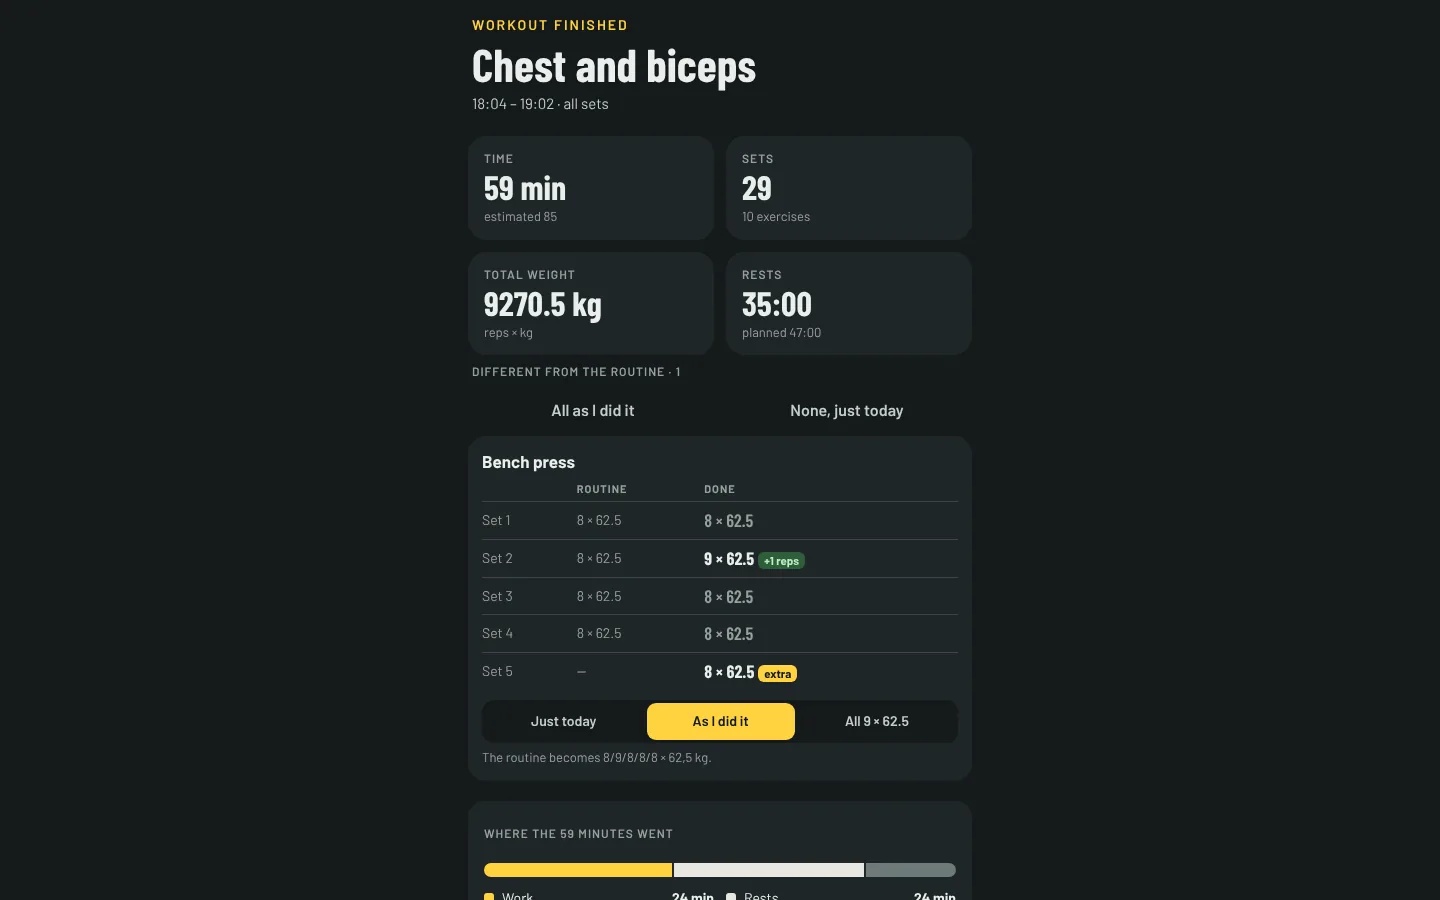 WORKOUT FINISHED
Chest and biceps
18:04 – 19:02 · all sets
TIME
59 min
estimated 85
SETS
29
10 exercises
TOTAL WEIGHT
9270.5 kg
reps × kg
RESTS
35:00
planned 47:00
DIFFERENT FROM THE ROUTINE · 1
All as I did it
None, just today
Bench press
ROUTINE DONE
Set 1 8 × 62.5 8 × 62.5
Set 2 8 × 62.5 9 × 62.5 +1 reps
Set 3 8 × 62.5 8 × 62.5
Set 4 8 × 62.5 8 × 62.5
Set 5 — 8 × 62.5 extra
Just today As I did it All 9 × 62.5
The routine becomes 8/9/8/8/8 × 62,5 kg.
WHERE THE 59 MINUTES WENT
Work 24 min Rests 24 min